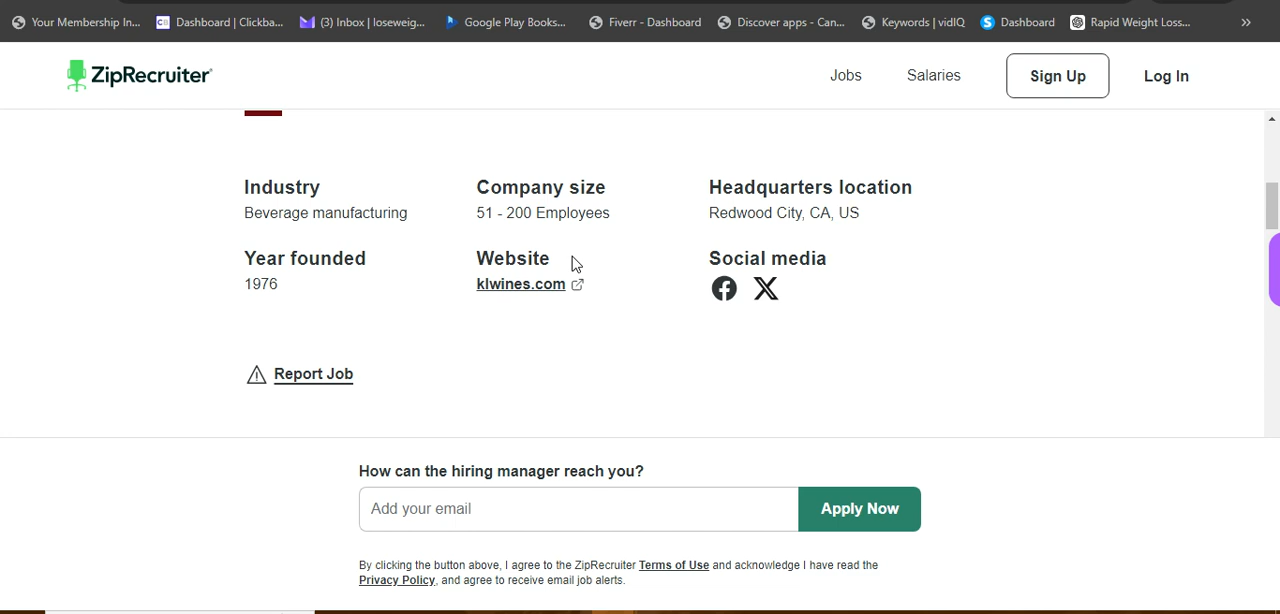 Your Membership In... Dashboard | Clickba... (3) Inbox | loseweig... Google Play Books... Fiverr - Dashboard Discover apps - Can... Keywords | vidIQ Dashboard Rapid Weight Loss... »
ZipRecruiter Jobs Salaries Sign Up Log In
Industry Company size Headquarters location
Beverage manufacturing 51 - 200 Employees Redwood City, CA, US
Year founded Website Social media
1976 klwines.com
Report Job
How can the hiring manager reach you?
Add your email Apply Now
By clicking the button above, I agree to the ZipRecruiter Terms of Use and acknowledge I have read the
Privacy Policy, and agree to receive email job alerts.